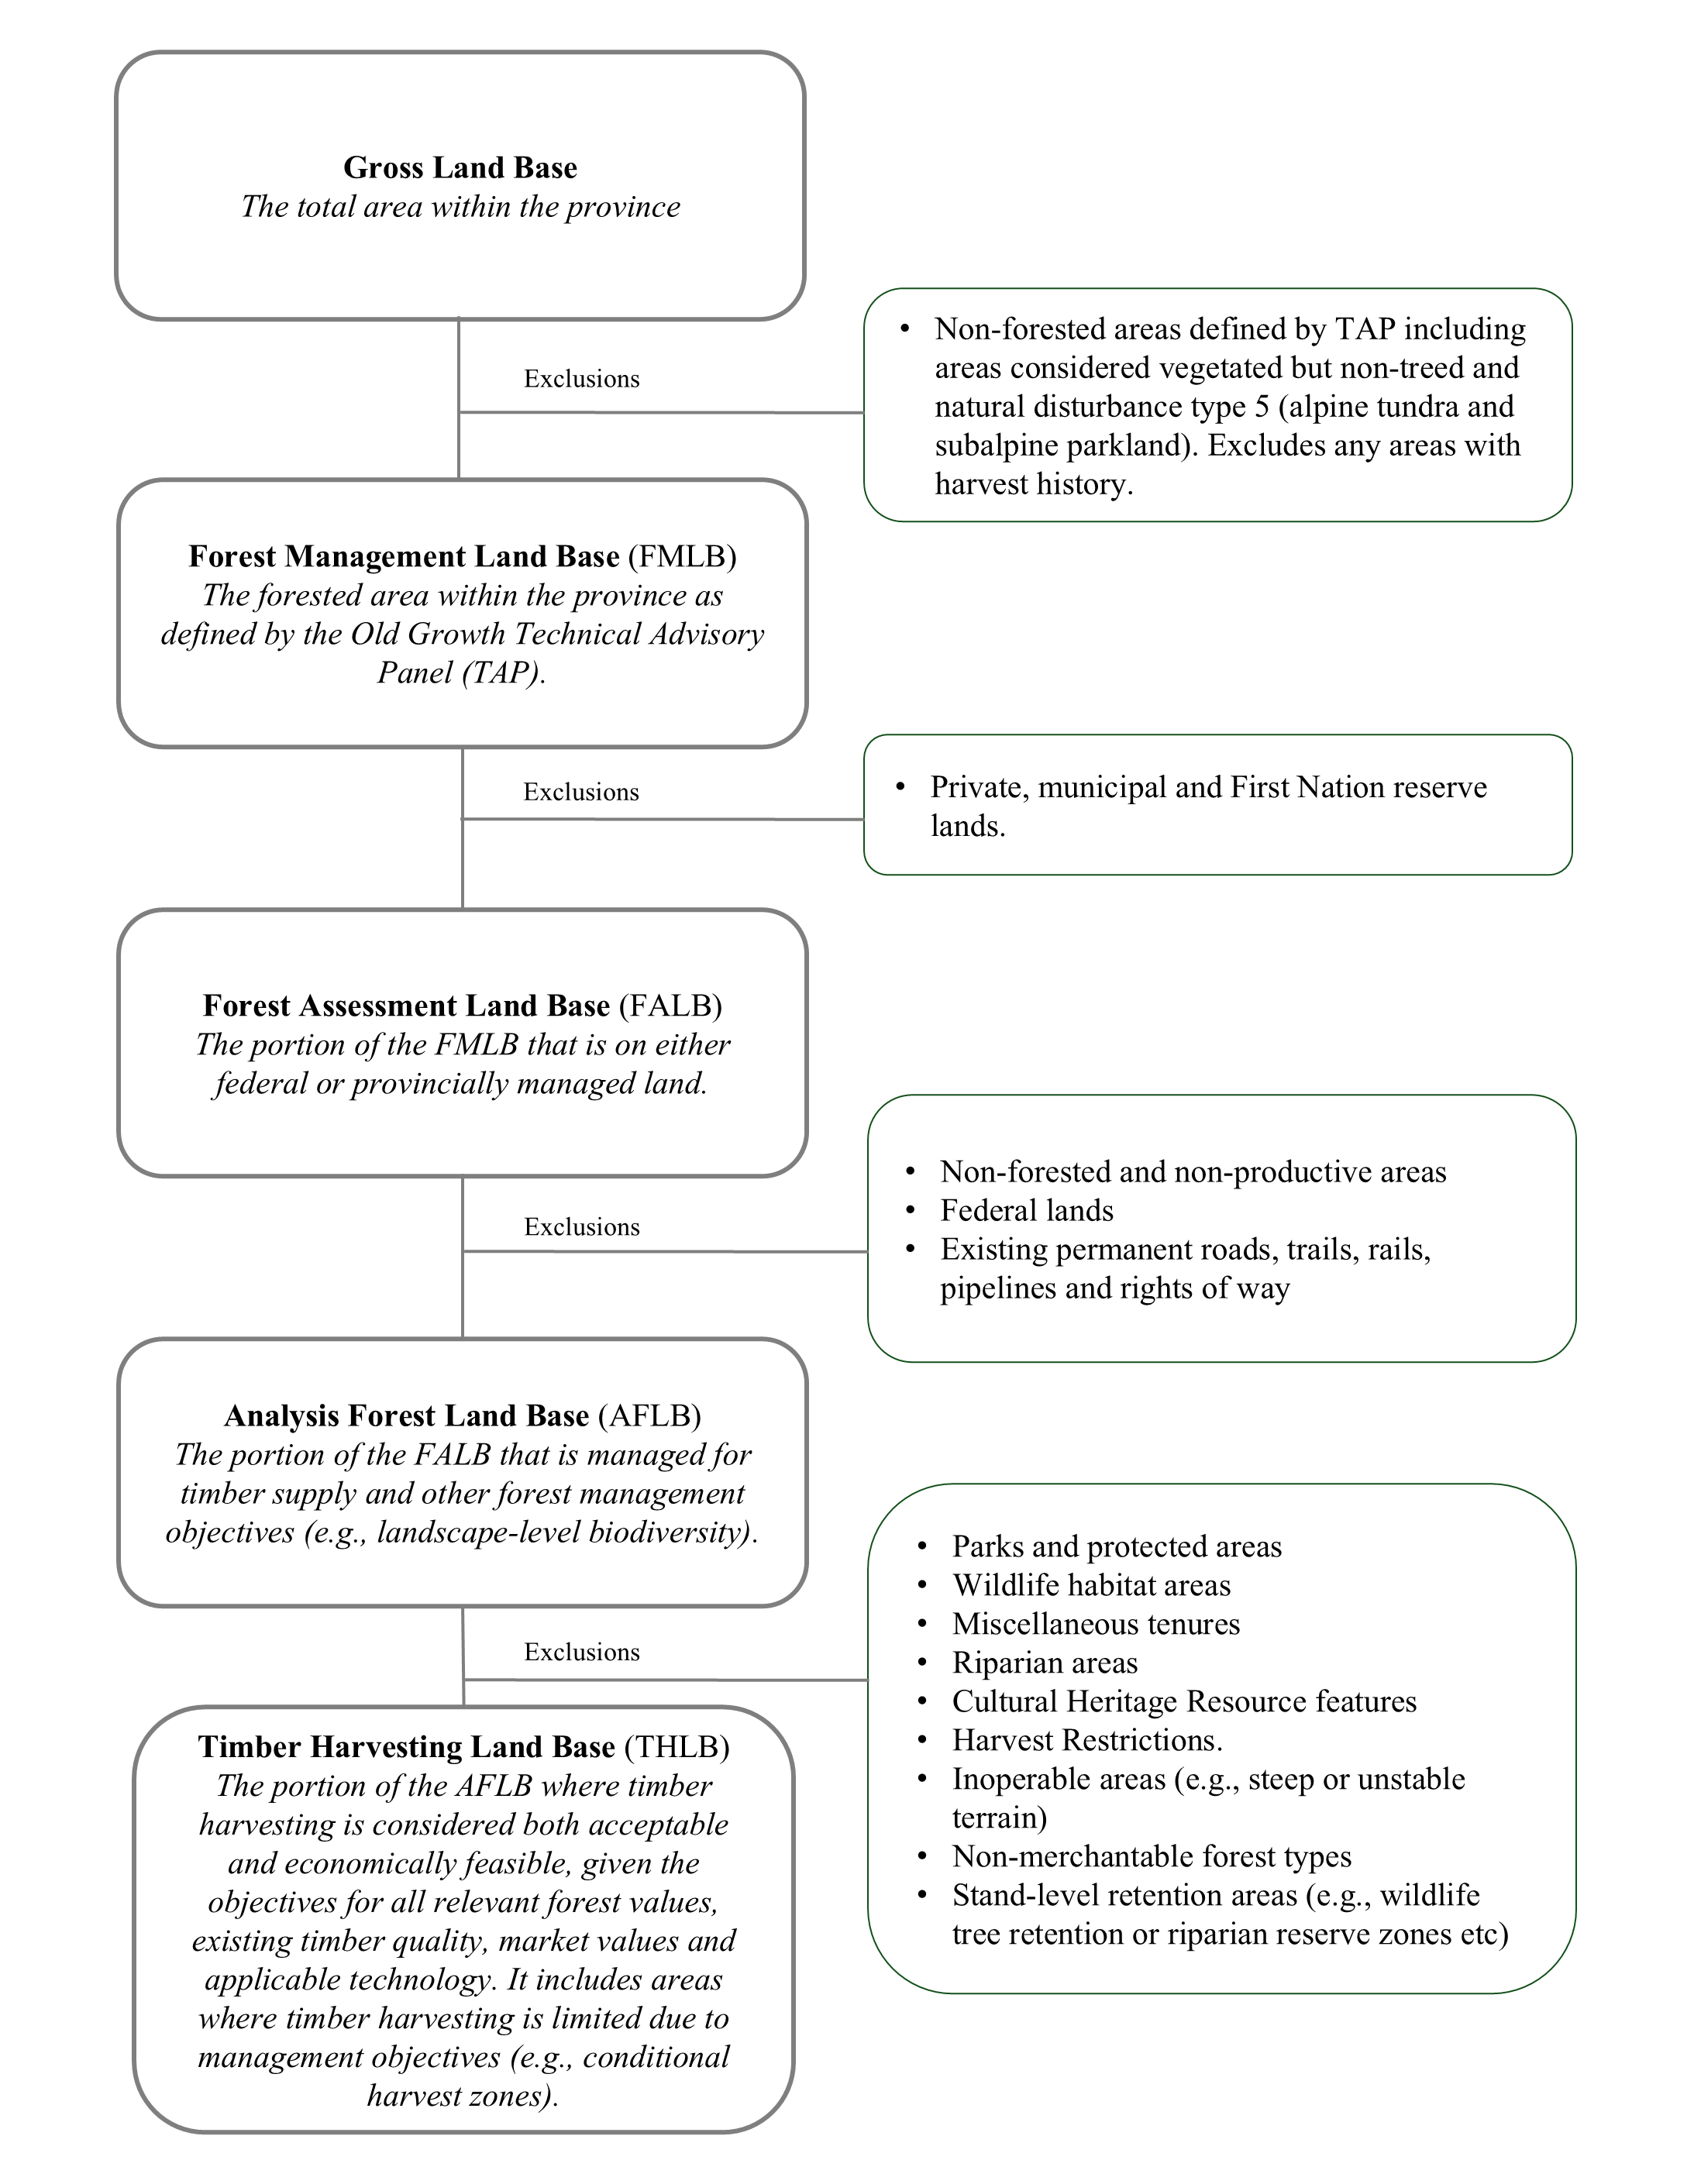 Gross Land Base
The total area within the province
Exclusions
• Non-forested areas defined by TAP including
areas considered vegetated but non-treed and
natural disturbance type 5 (alpine tundra and
subalpine parkland). Excludes any areas with
harvest history.
Forest Management Land Base (FMLB)
The forested area within the province as
defined by the Old Growth Technical Advisory
Panel (TAP).
Exclusions
• Private, municipal and First Nation reserve
lands.
Forest Assessment Land Base (FALB)
The portion of the FMLB that is on either
federal or provincially managed land.
Exclusions
• Non-forested and non-productive areas
• Federal lands
• Existing permanent roads, trails, rails,
pipelines and rights of way
Analysis Forest Land Base (AFLB)
The portion of the FALB that is managed for
timber supply and other forest management
objectives (e.g., landscape-level biodiversity).
Exclusions
• Parks and protected areas
• Wildlife habitat areas
• Miscellaneous tenures
• Riparian areas
• Cultural Heritage Resource features
• Harvest Restrictions.
• Inoperable areas (e.g., steep or unstable
terrain)
• Non-merchantable forest types
• Stand-level retention areas (e.g., wildlife
tree retention or riparian reserve zones etc)
Timber Harvesting Land Base (THLB)
The portion of the AFLB where timber
harvesting is considered both acceptable
and economically feasible, given the
objectives for all relevant forest values,
existing timber quality, market values and
applicable technology. It includes areas
where timber harvesting is limited due to
management objectives (e.g., conditional
harvest zones).